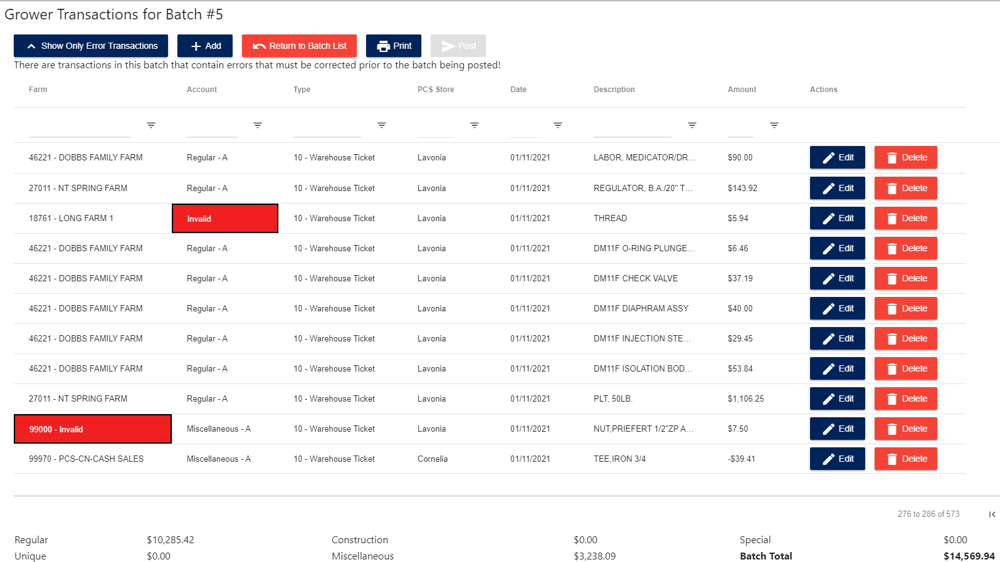 Grower Transactions for Batch #5
Show Only Error Transactions Add Return to Batch List Print Post
There are transactions in this batch that contain errors that must be corrected prior to the batch being posted!
Farm Account Type PCS Store Date Description Amount Actions
46221 - DOBBS FAMILY FARM Regular - A 10 - Warehouse Ticket Lavonia 01/11/2021 LABOR, MEDICATOR/DR... $90.00 Edit Delete
27011 - NT SPRING FARM Regular - A 10 - Warehouse Ticket Lavonia 01/11/2021 REGULATOR, B.A./20" T... $143.92 Edit Delete
18761 - LONG FARM 1 Invalid 10 - Warehouse Ticket Lavonia 01/11/2021 THREAD $5.94 Edit Delete
46221 - DOBBS FAMILY FARM Regular - A 10 - Warehouse Ticket Lavonia 01/11/2021 DM11F O-RING PLUNGE... $6.46 Edit Delete
46221 - DOBBS FAMILY FARM Regular - A 10 - Warehouse Ticket Lavonia 01/11/2021 DM11F CHECK VALVE $37.19 Edit Delete
46221 - DOBBS FAMILY FARM Regular - A 10 - Warehouse Ticket Lavonia 01/11/2021 DM11F DIAPHRAM ASSY $40.00 Edit Delete
46221 - DOBBS FAMILY FARM Regular - A 10 - Warehouse Ticket Lavonia 01/11/2021 DM11F INJECTION STE... $29.45 Edit Delete
46221 - DOBBS FAMILY FARM Regular - A 10 - Warehouse Ticket Lavonia 01/11/2021 DM11F ISOLATION BOD... $53.84 Edit Delete
27011 - NT SPRING FARM Regular - A 10 - Warehouse Ticket Lavonia 01/11/2021 PLT, 50LB. $1,106.25 Edit Delete
99000 - Invalid Miscellaneous - A 10 - Warehouse Ticket Lavonia 01/11/2021 NUT,PRIEFERT 1/2"ZP A... $7.50 Edit Delete
99970 - PCS-CN-CASH SALES Miscellaneous - A 10 - Warehouse Ticket Cornelia 01/11/2021 TEE,IRON 3/4 -$39.41 Edit Delete
276 to 286 of 573
Regular $10,285.42 Construction $0.00 Special $0.00
Unique $0.00 Miscellaneous $3,238.09 Batch Total $14,569.94